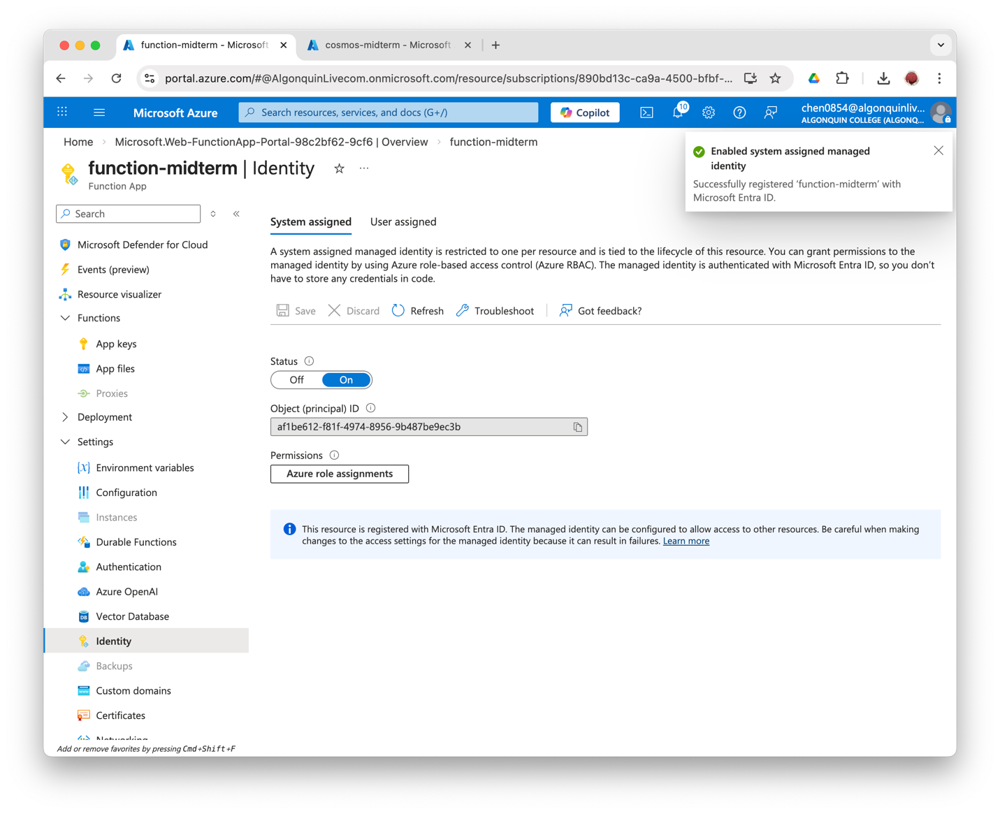 function-midterm - Microsoft
cosmos-midterm - Microsoft
portal.azure.com/#@AlgonquinLivecom.onmicrosoft.com/resource/subscriptions/890bd13c-ca9a-4500-bfbf-...
Microsoft Azure
Search resources, services, and docs (G+/)
Copilot
10
chen0854@algonquinliv...
ALGONQUIN COLLEGE (ALGONQ...
Home > Microsoft.Web-FunctionApp-Portal-98c2bf62-9cf6 | Overview > function-midterm
function-midterm | Identity
Function App
Enabled system assigned managed
identity
Successfully registered 'function-midterm' with
Microsoft Entra ID.
Search
Microsoft Defender for Cloud
Events (preview)
Resource visualizer
Functions
App keys
App files
Proxies
Deployment
Settings
Environment variables
Configuration
Instances
Durable Functions
Authentication
Azure OpenAI
Vector Database
Identity
Backups
Custom domains
Certificates
Networking
Add or remove favorites by pressing Cmd+Shift+F
System assigned User assigned
A system assigned managed identity is restricted to one per resource and is tied to the lifecycle of this resource. You can grant permissions to the
managed identity by using Azure role-based access control (Azure RBAC). The managed identity is authenticated with Microsoft Entra ID, so you don't
have to store any credentials in code.
Save Discard Refresh Troubleshoot Got feedback?
Status
Off On
Object (principal) ID
af1be612-f81f-4974-8956-9b487be9ec3b
Permissions
Azure role assignments
This resource is registered with Microsoft Entra ID. The managed identity can be configured to allow access to other resources. Be careful when making
changes to the access settings for the managed identity because it can result in failures. Learn more